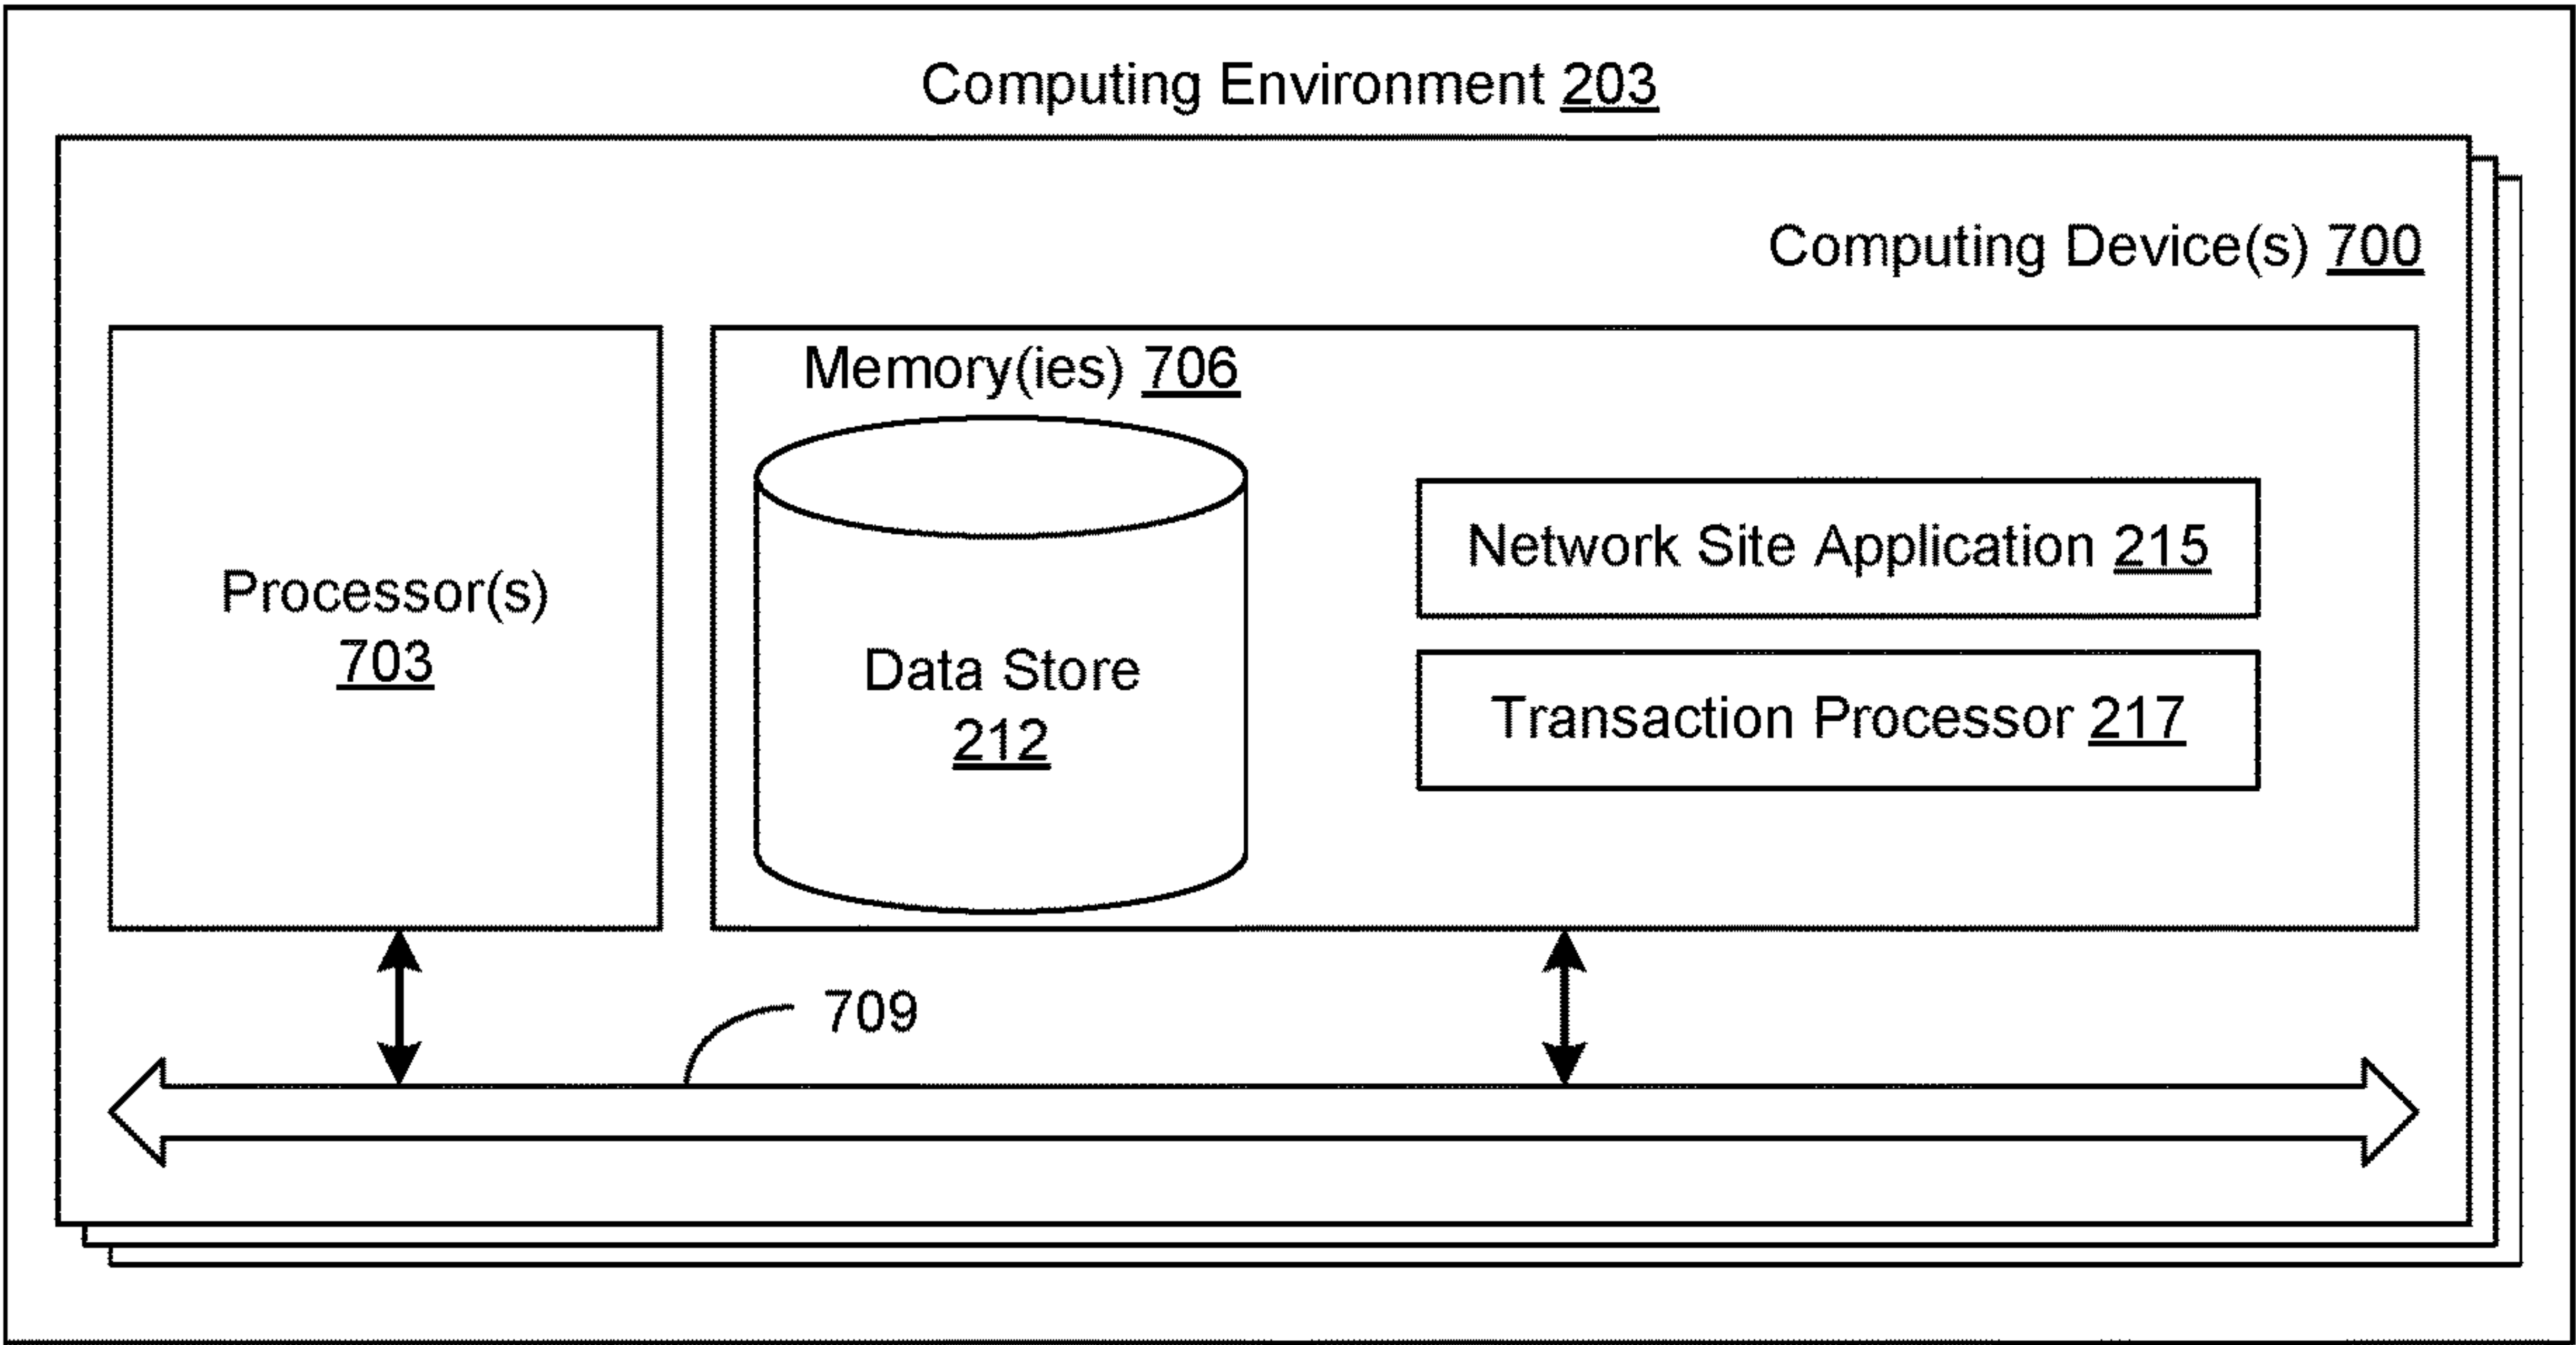 Computing Environment 203
Computing Device(s) 700
Memory(ies) 706
Processor(s)
703
Data Store
212
Network Site Application 215
Transaction Processor 217
709